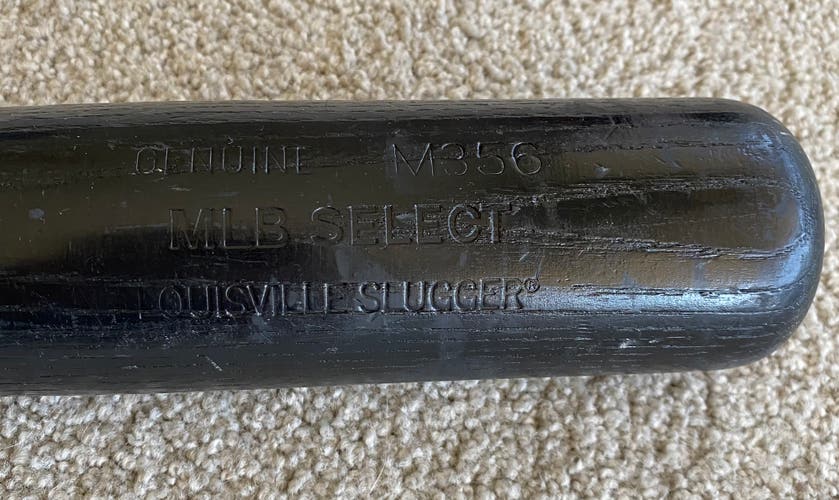 GENUINE M356
MLB SELECT
LOUISVILLE SLUGGER®